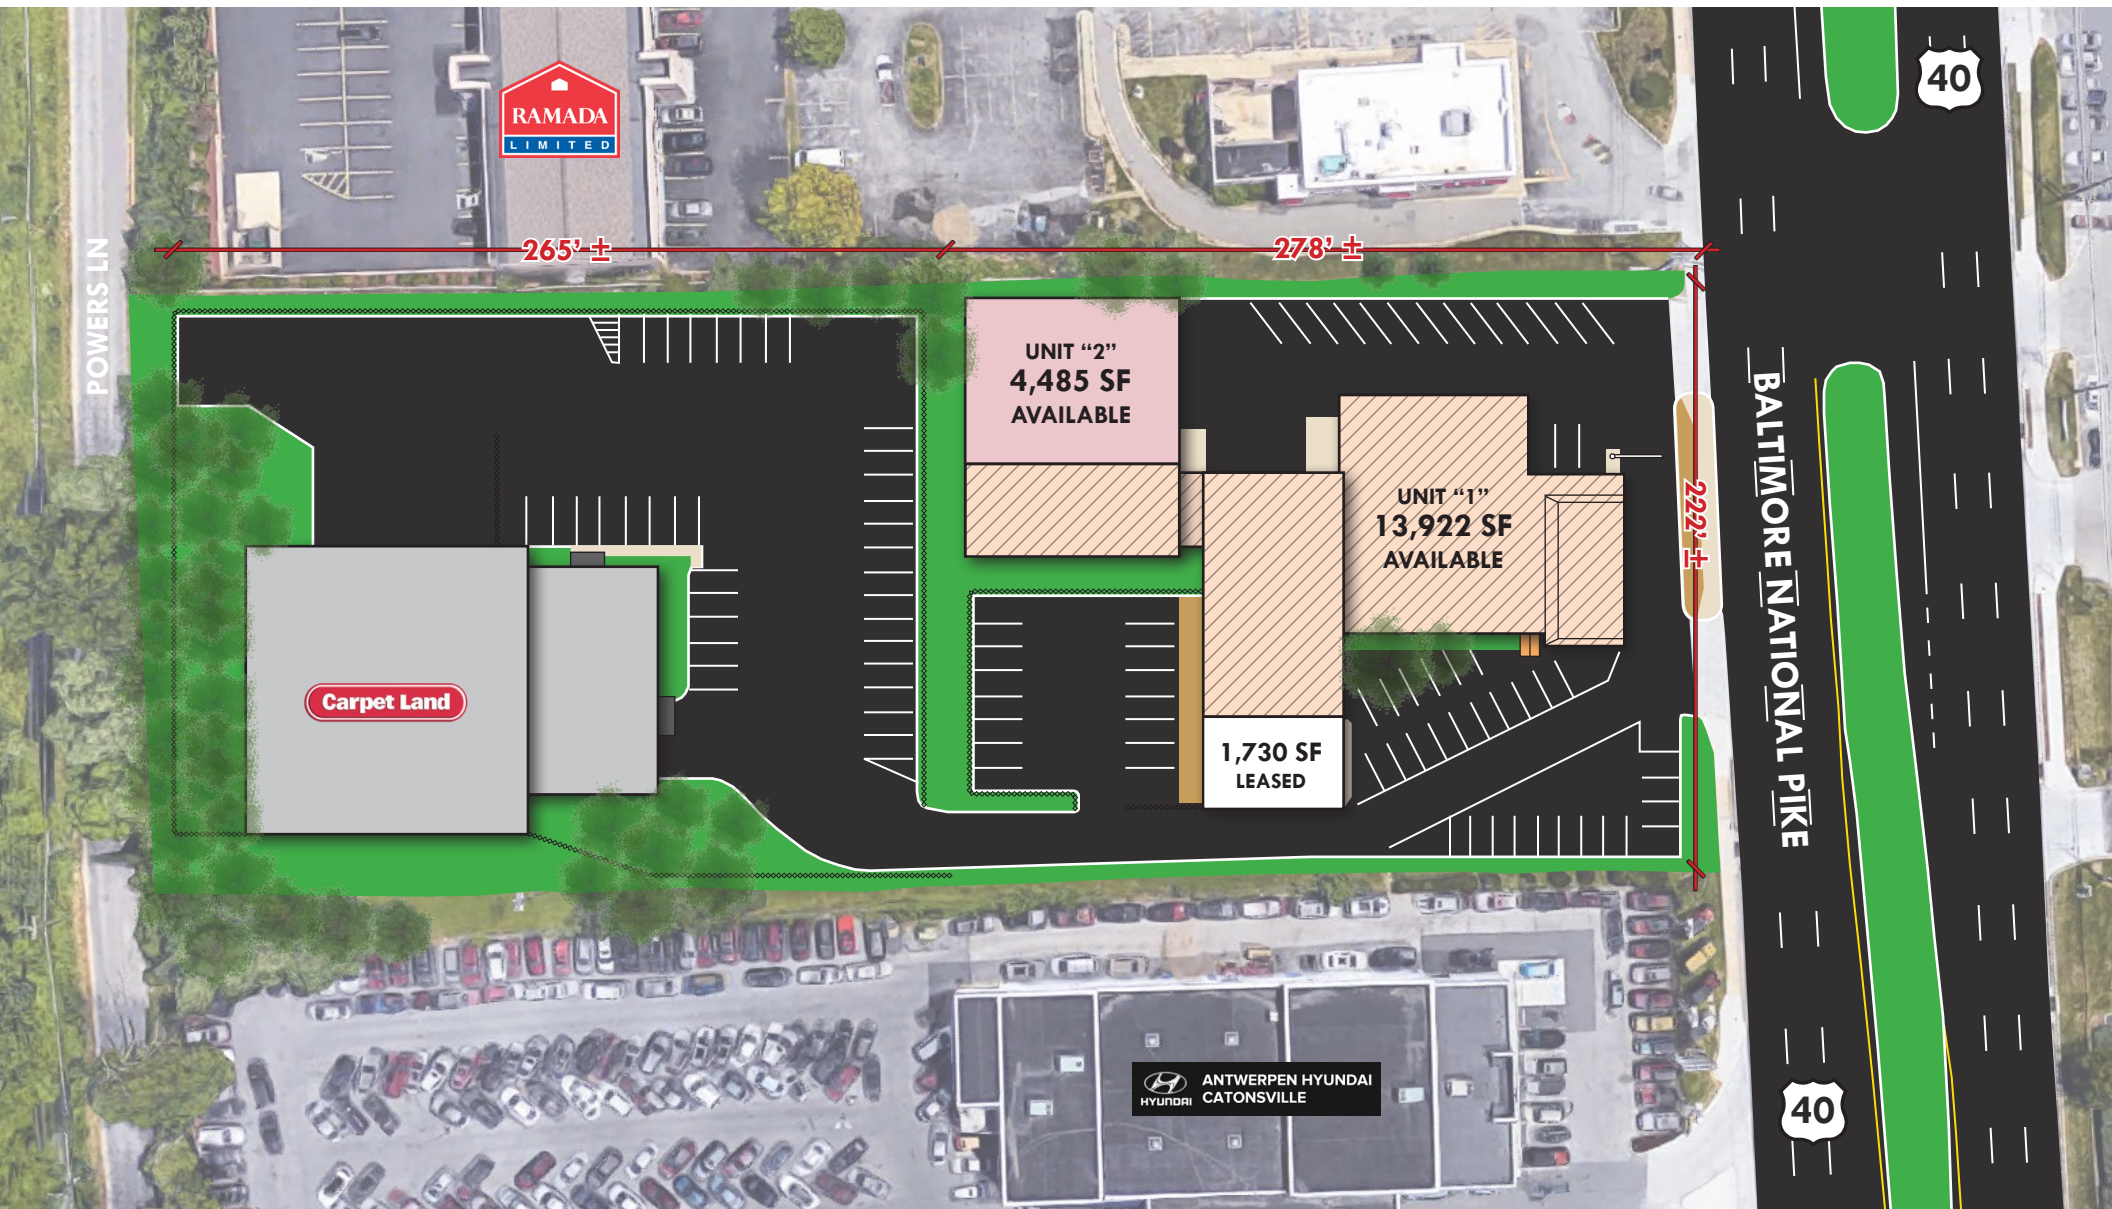 40
RAMADA
LIMITED
265' ±
278' ±
POWERS LN
UNIT “2”
4,485 SF
AVAILABLE
UNIT “1”
13,922 SF
AVAILABLE
222' ±
BALTIMORE NATIONAL PIKE
Carpet Land
1,730 SF
LEASED
HYUNDAI
ANTWERPEN HYUNDAI
CATONSVILLE
40